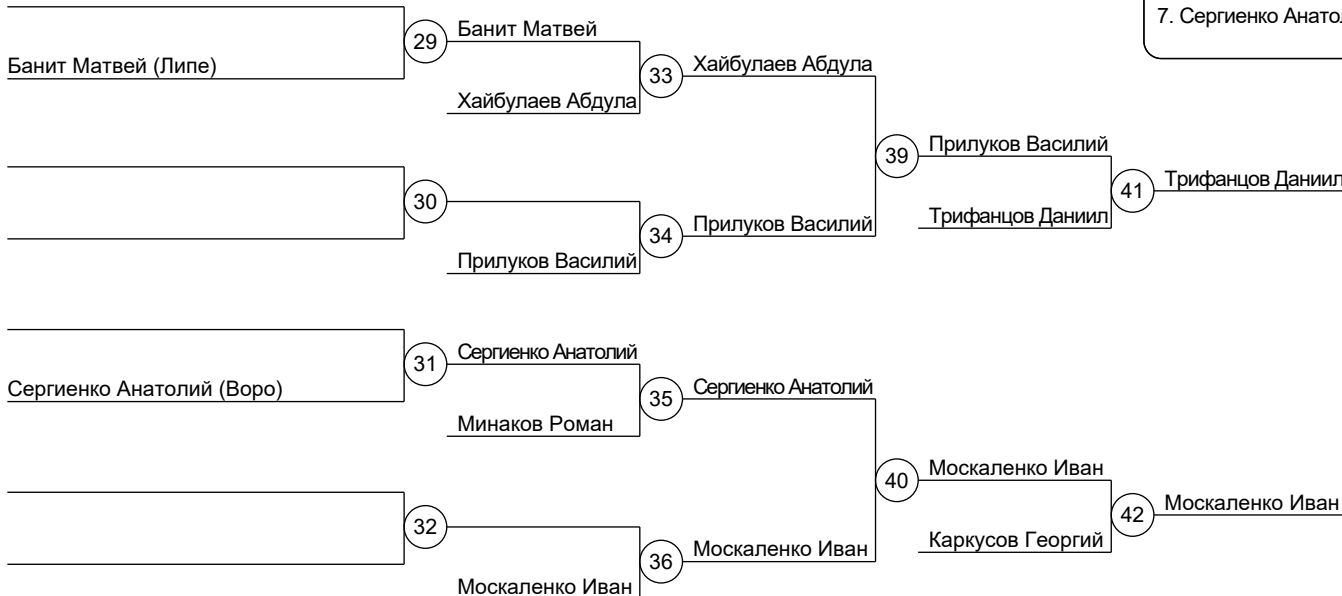 7. Сергиенко Анатол
29
Банит Матвей
Банит Матвей (Липе)
33
Хайбулаев Абдула
Хайбулаев Абдула
39
Прилуков Василий
30
34
Прилуков Василий
Прилуков Василий
Трифанцов Даниил
41
Трифанцов Даниил
31
Сергиенко Анатолий
Сергиенко Анатолий (Воро)
35
Сергиенко Анатолий
Минаков Роман
40
Москаленко Иван
32
36
Москаленко Иван
Москаленко Иван
Каркусов Георгий
42
Москаленко Иван